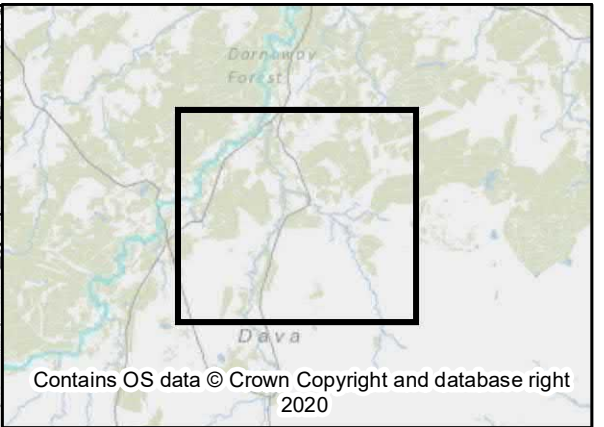 Darnaway
Forest
Dava
Contains OS data © Crown Copyright and database right
2020